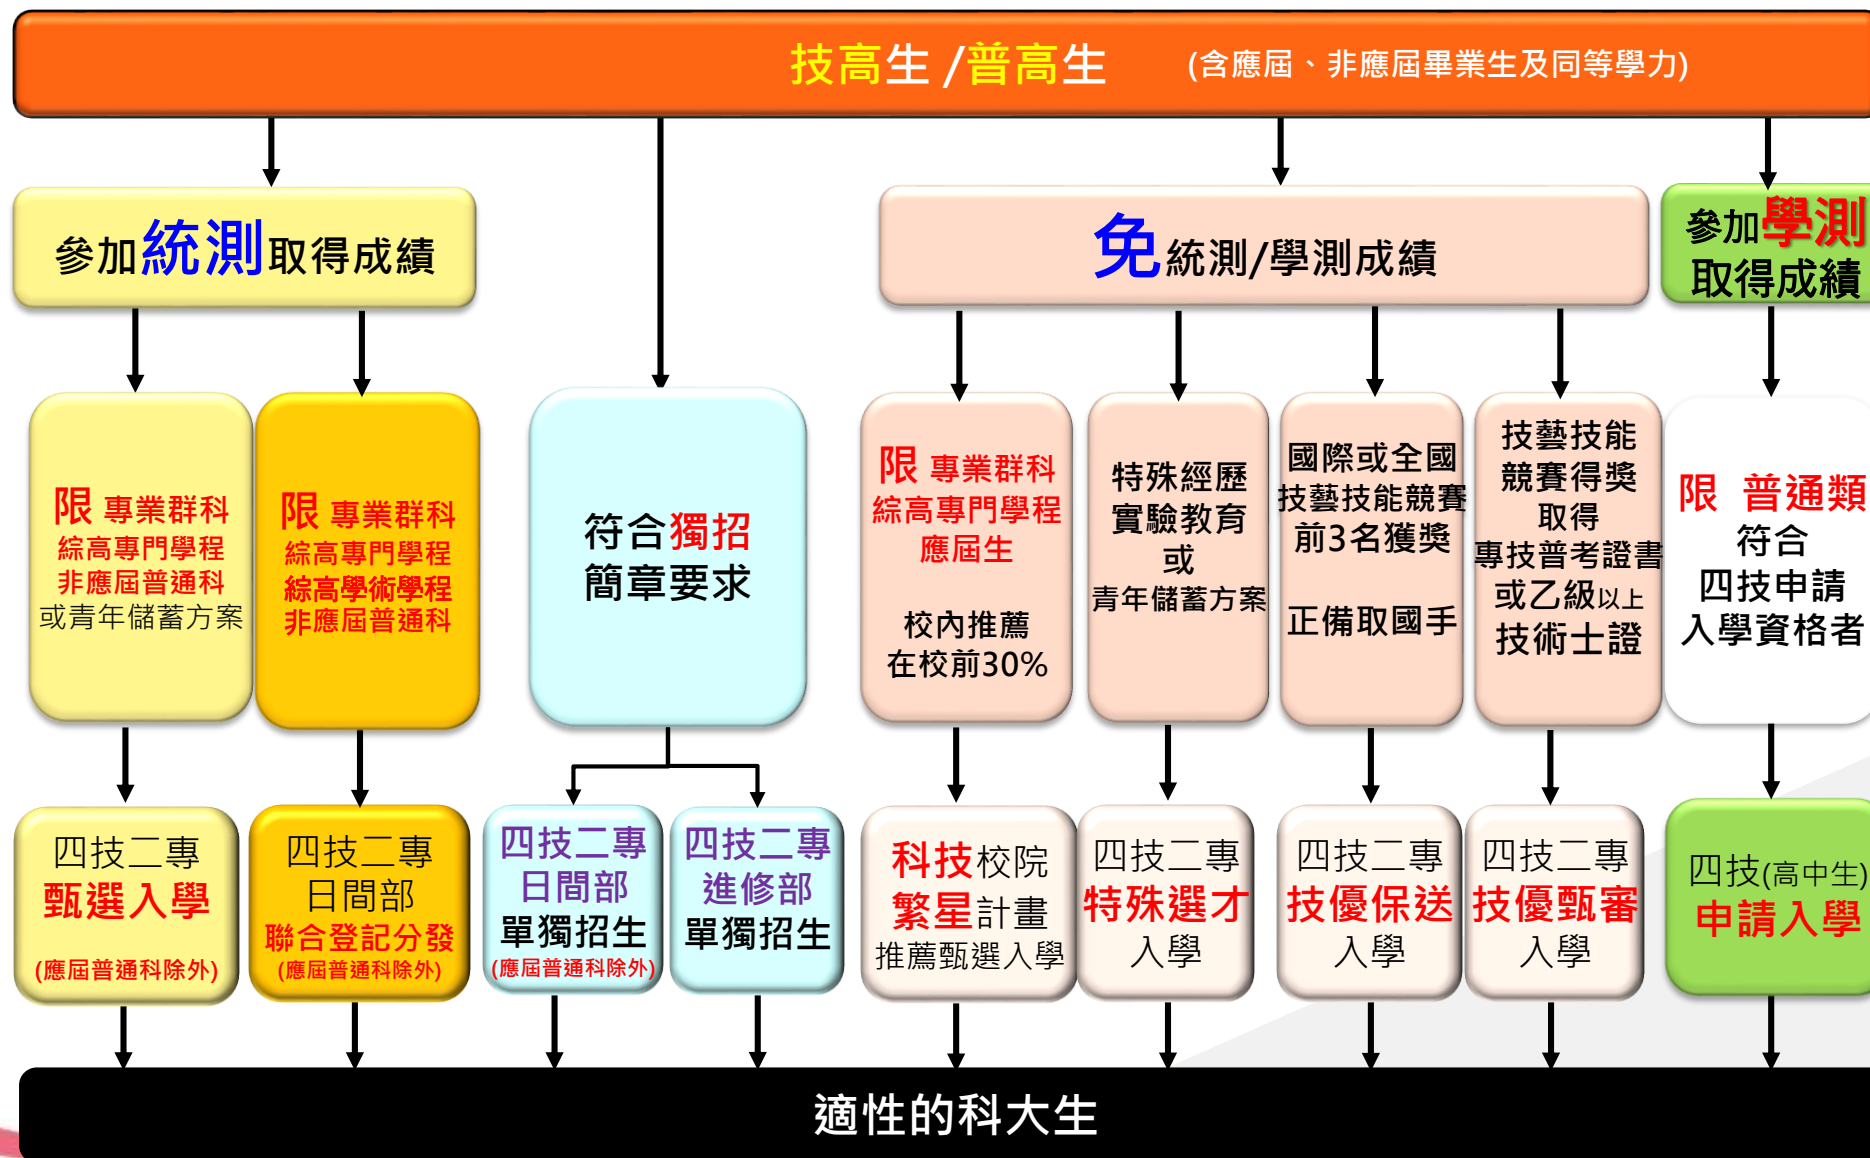 技高生 /普高生 (含應屆、非應屆畢業生及同等學力)
參加統測取得成績
免統測/學測成績
參加學測
取得成績
限 專業群科
綜高專門學程
非應屆普通科
或青年儲蓄方案
限 專業群科
綜高專門學程
綜高學術學程
非應屆普通科
符合獨招
簡章要求
限 專業群科
綜高專門學程
應屆生
校內推薦
在校前30%
特殊經歷
實驗教育
或
青年儲蓄方案
國際或全國
技藝技能競賽
前3名獲獎
正備取國手
技藝技能
競賽得獎
取得
專技普考證書
或乙級以上
技術士證
限 普通類
符合
四技申請
入學資格者
四技二專
甄選入學
(應屆普通科除外)
四技二專
日間部
聯合登記分發
(應屆普通科除外)
四技二專
日間部
單獨招生
(應屆普通科除外)
四技二專
進修部
單獨招生
科技校院
繁星計畫
推薦甄選入學
四技二專
特殊選才
入學
四技二專
技優保送
入學
四技二專
技優甄審
入學
四技(高中生)
申請入學
適性的科大生